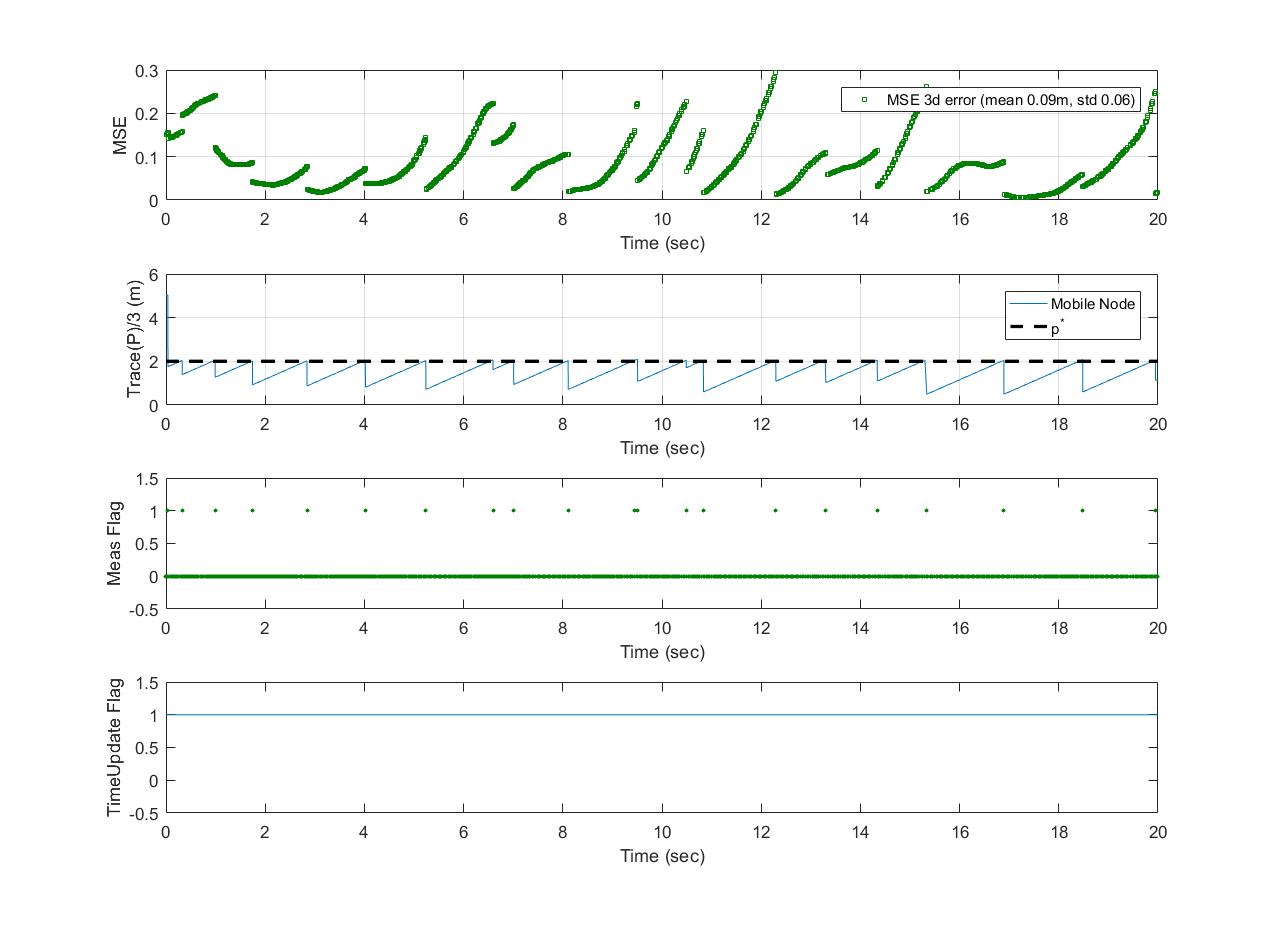 MSE
0.3
0.2
0.1
0
MSE 3d error (mean 0.09m, std 0.06)
0 2 4 6 8 10 12 14 16 18 20
Time (sec)
Trace(P)/3 (m)
6
4
2
0
Mobile Node
p*
0 2 4 6 8 10 12 14 16 18 20
Time (sec)
Meas Flag
1.5
1
0.5
0
-0.5
0 2 4 6 8 10 12 14 16 18 20
Time (sec)
TimeUpdate Flag
1.5
1
0.5
0
-0.5
0 2 4 6 8 10 12 14 16 18 20
Time (sec)